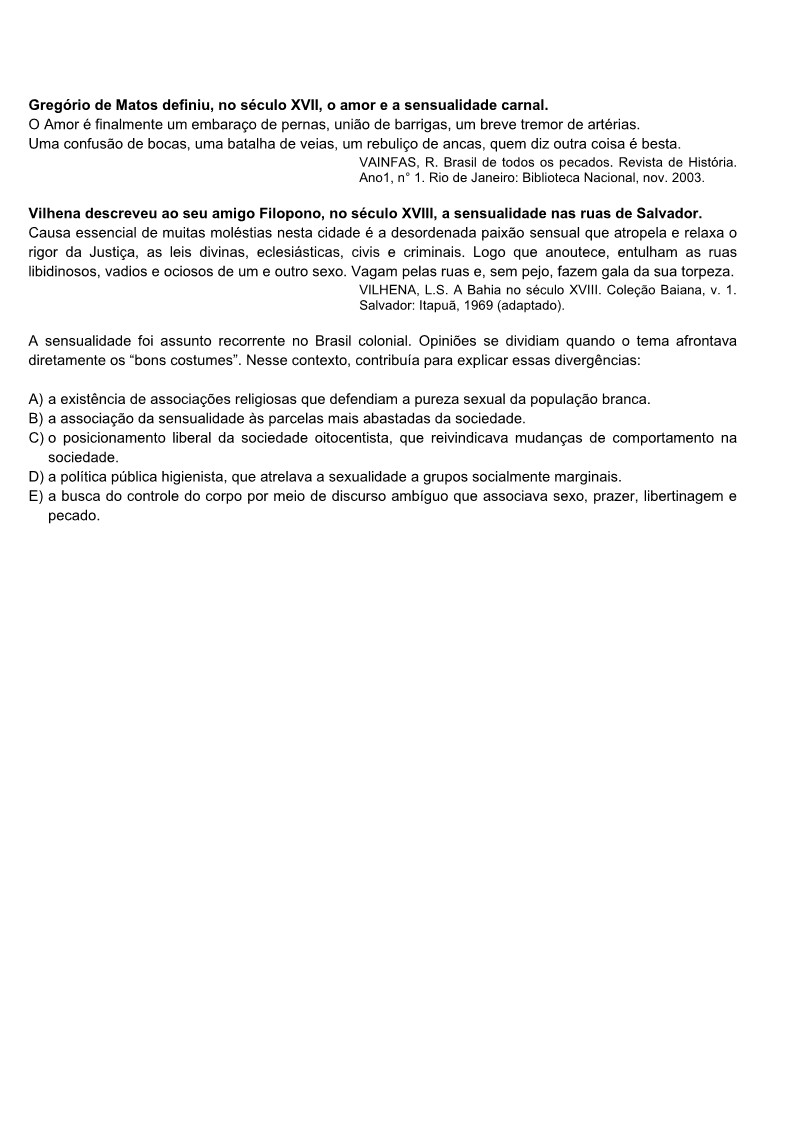 Gregório de Matos definiu, no século XVII, o amor e a sensualidade carnal.
O Amor é finalmente um embaraço de pernas, união de barrigas, um breve tremor de artérias.
Uma confusão de bocas, uma batalha de veias, um rebuliço de ancas, quem diz outra coisa é besta.
VAINFAS, R. Brasil de todos os pecados. Revista de História.
Ano1, n° 1. Rio de Janeiro: Biblioteca Nacional, nov. 2003.
Vilhena descreveu ao seu amigo Filopono, no século XVIII, a sensualidade nas ruas de Salvador.
Causa essencial de muitas moléstias nesta cidade é a desordenada paixão sensual que atropela e relaxa o
rigor da Justiça, as leis divinas, eclesiásticas, civis e criminais. Logo que anoutece, entulham as ruas
libidinosos, vadios e ociosos de um e outro sexo. Vagam pelas ruas e, sem pejo, fazem gala da sua torpeza.
VILHENA, L.S. A Bahia no século XVIII. Coleção Baiana, v. 1.
Salvador: Itapuã, 1969 (adaptado).
A sensualidade foi assunto recorrente no Brasil colonial. Opiniões se dividiam quando o tema afrontava
diretamente os “bons costumes”. Nesse contexto, contribuía para explicar essas divergências:
A) a existência de associações religiosas que defendiam a pureza sexual da população branca.
B) a associação da sensualidade às parcelas mais abastadas da sociedade.
C) o posicionamento liberal da sociedade oitocentista, que reivindicava mudanças de comportamento na
sociedade.
D) a política pública higienista, que atrelava a sexualidade a grupos socialmente marginais.
E) a busca do controle do corpo por meio de discurso ambíguo que associava sexo, prazer, libertinagem e
pecado.